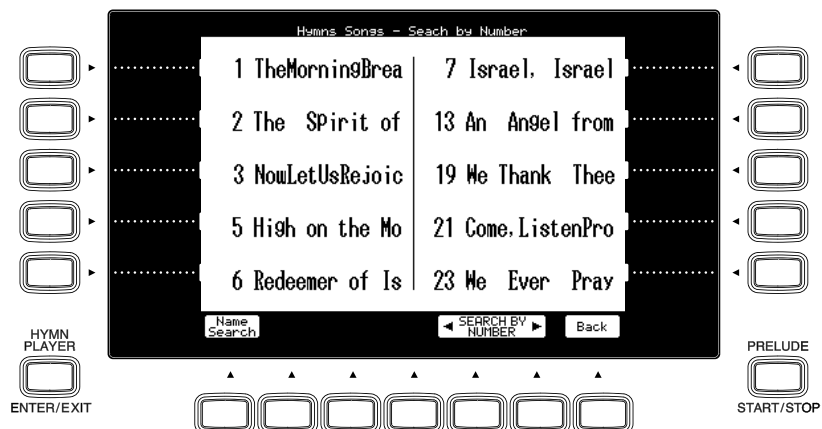 Hymns Songs - Seach by Number
1 TheMorningBrea
2 The Spirit of
3 NowLetUsRejoic
5 High on the Mo
6 Redeemer of Is
7 Israel, Israel
13 An Angel from
19 We Thank Thee
21 Come,ListenPro
23 We Ever Pray
Name
Search
◄ SEARCH BY ►
NUMBER
Back
HYMN
PLAYER
ENTER/EXIT
PRELUDE
START/STOP